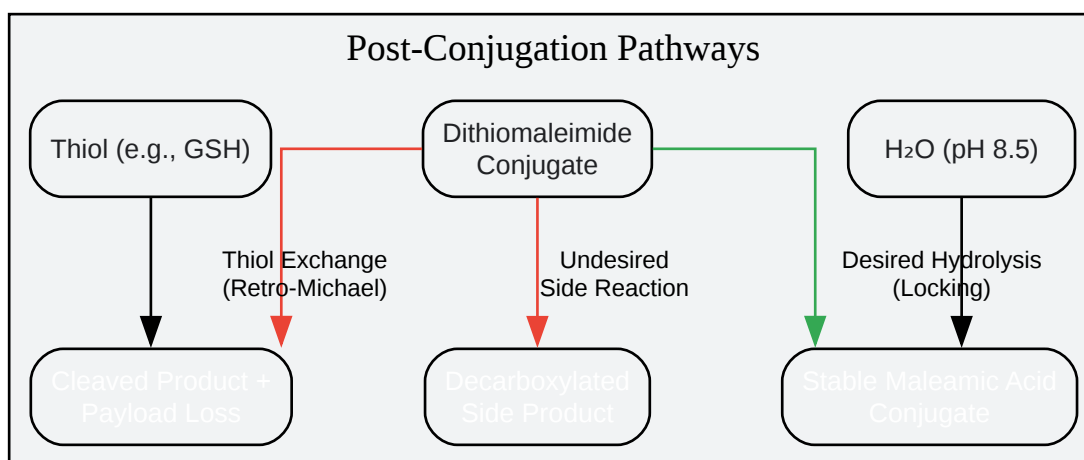 Post-Conjugation Pathways
Thiol (e.g., GSH)
Dithiomaleimide
Conjugate
H₂O (pH 8.5)
Thiol Exchange
(Retro-Michael)
Undesired
Side Reaction
Desired Hydrolysis
(Locking)
Cleaved Product +
Payload Loss
Decarboxylated
Side Product
Stable Maleamic Acid
Conjugate